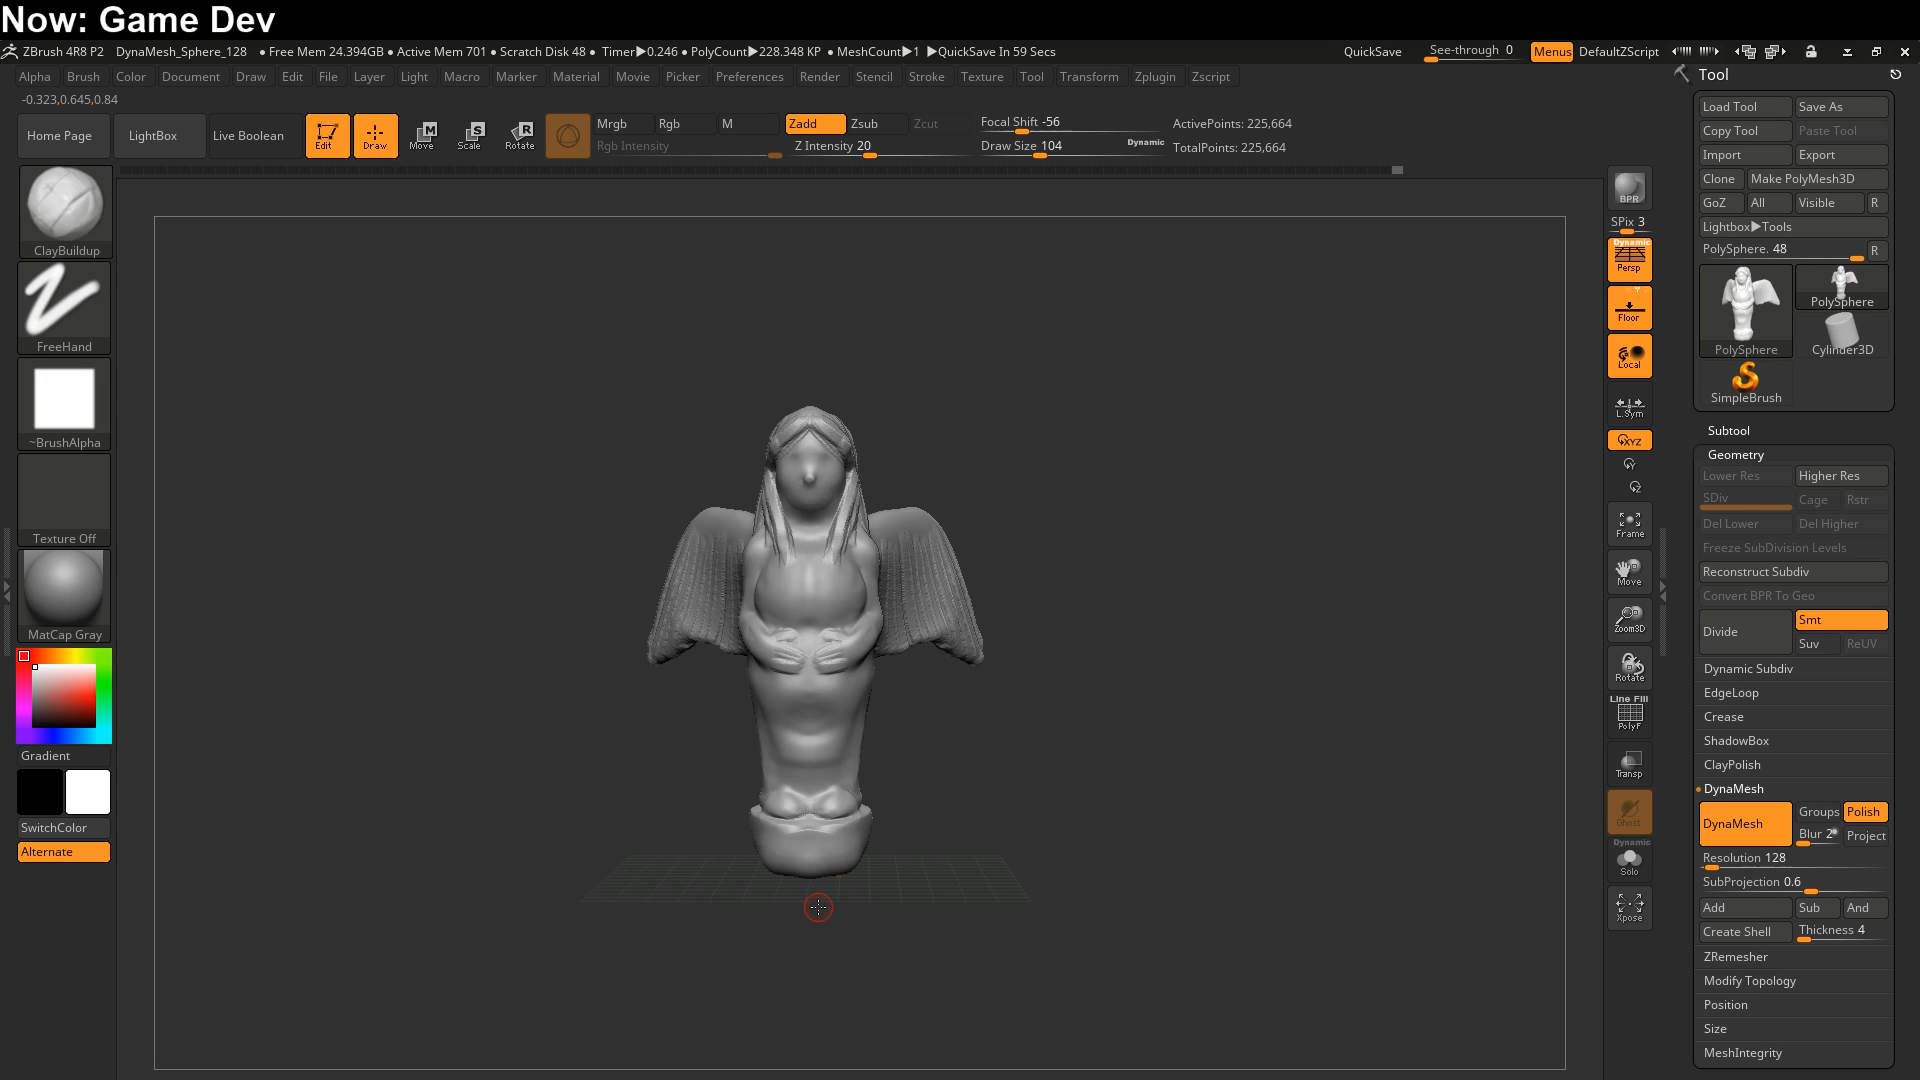 Now: Game Dev
ZBrush 4R8 P2 DynaMesh_Sphere_128 ● Free Mem 24.394GB ● Active Mem 701 ● Scratch Disk 48 ● Timer▶0.246 ● PolyCount▶228.348 KP ● MeshCount▶1 ▶QuickSave In 59 Secs QuickSave See-through 0 Menus DefaultZScript
Alpha Brush Color Document Draw Edit File Layer Light Macro Marker Material Movie Picker Preferences Render Stencil Stroke Texture Tool Transform Zplugin Zscript
-0.323,0.645,0.84
Home Page LightBox Live Boolean Edit Draw Move Scale Rotate
M S R
Mrgb Rgb M Zadd Zsub Zcut Focal Shift -56 ActivePoints: 225,664
Rgb Intensity Z Intensity 20 Draw Size 104 Dynamic TotalPoints: 225,664
ClayBuildup
FreeHand
~BrushAlpha
Texture Off
MatCap Gray
Gradient
SwitchColor
Alternate
BPR
SPix 3
Dynamic
Persp
Floor
Local
L.Sym
XYZ
Y
Z
Frame
Move
Zoom3D
Rotate
Line Fill
PolyF
Transp
Ghost
Dynamic
Solo
Xpose
Tool
Load Tool Save As
Copy Tool Paste Tool
Import Export
Clone Make PolyMesh3D
GoZ All Visible R
Lightbox▶Tools
PolySphere. 48 R
PolySphere
PolySphere Cylinder3D
SimpleBrush
Subtool
Geometry
Lower Res Higher Res
SDiv Cage Rstr
Del Lower Del Higher
Freeze SubDivision Levels
Reconstruct Subdiv
Convert BPR To Geo
Divide Smt
Suv ReUV
Dynamic Subdiv
EdgeLoop
Crease
ShadowBox
ClayPolish
DynaMesh
DynaMesh Groups Polish
Blur 2 Project
Resolution 128
SubProjection 0.6
Add Sub And
Create Shell Thickness 4
ZRemesher
Modify Topology
Position
Size
MeshIntegrity